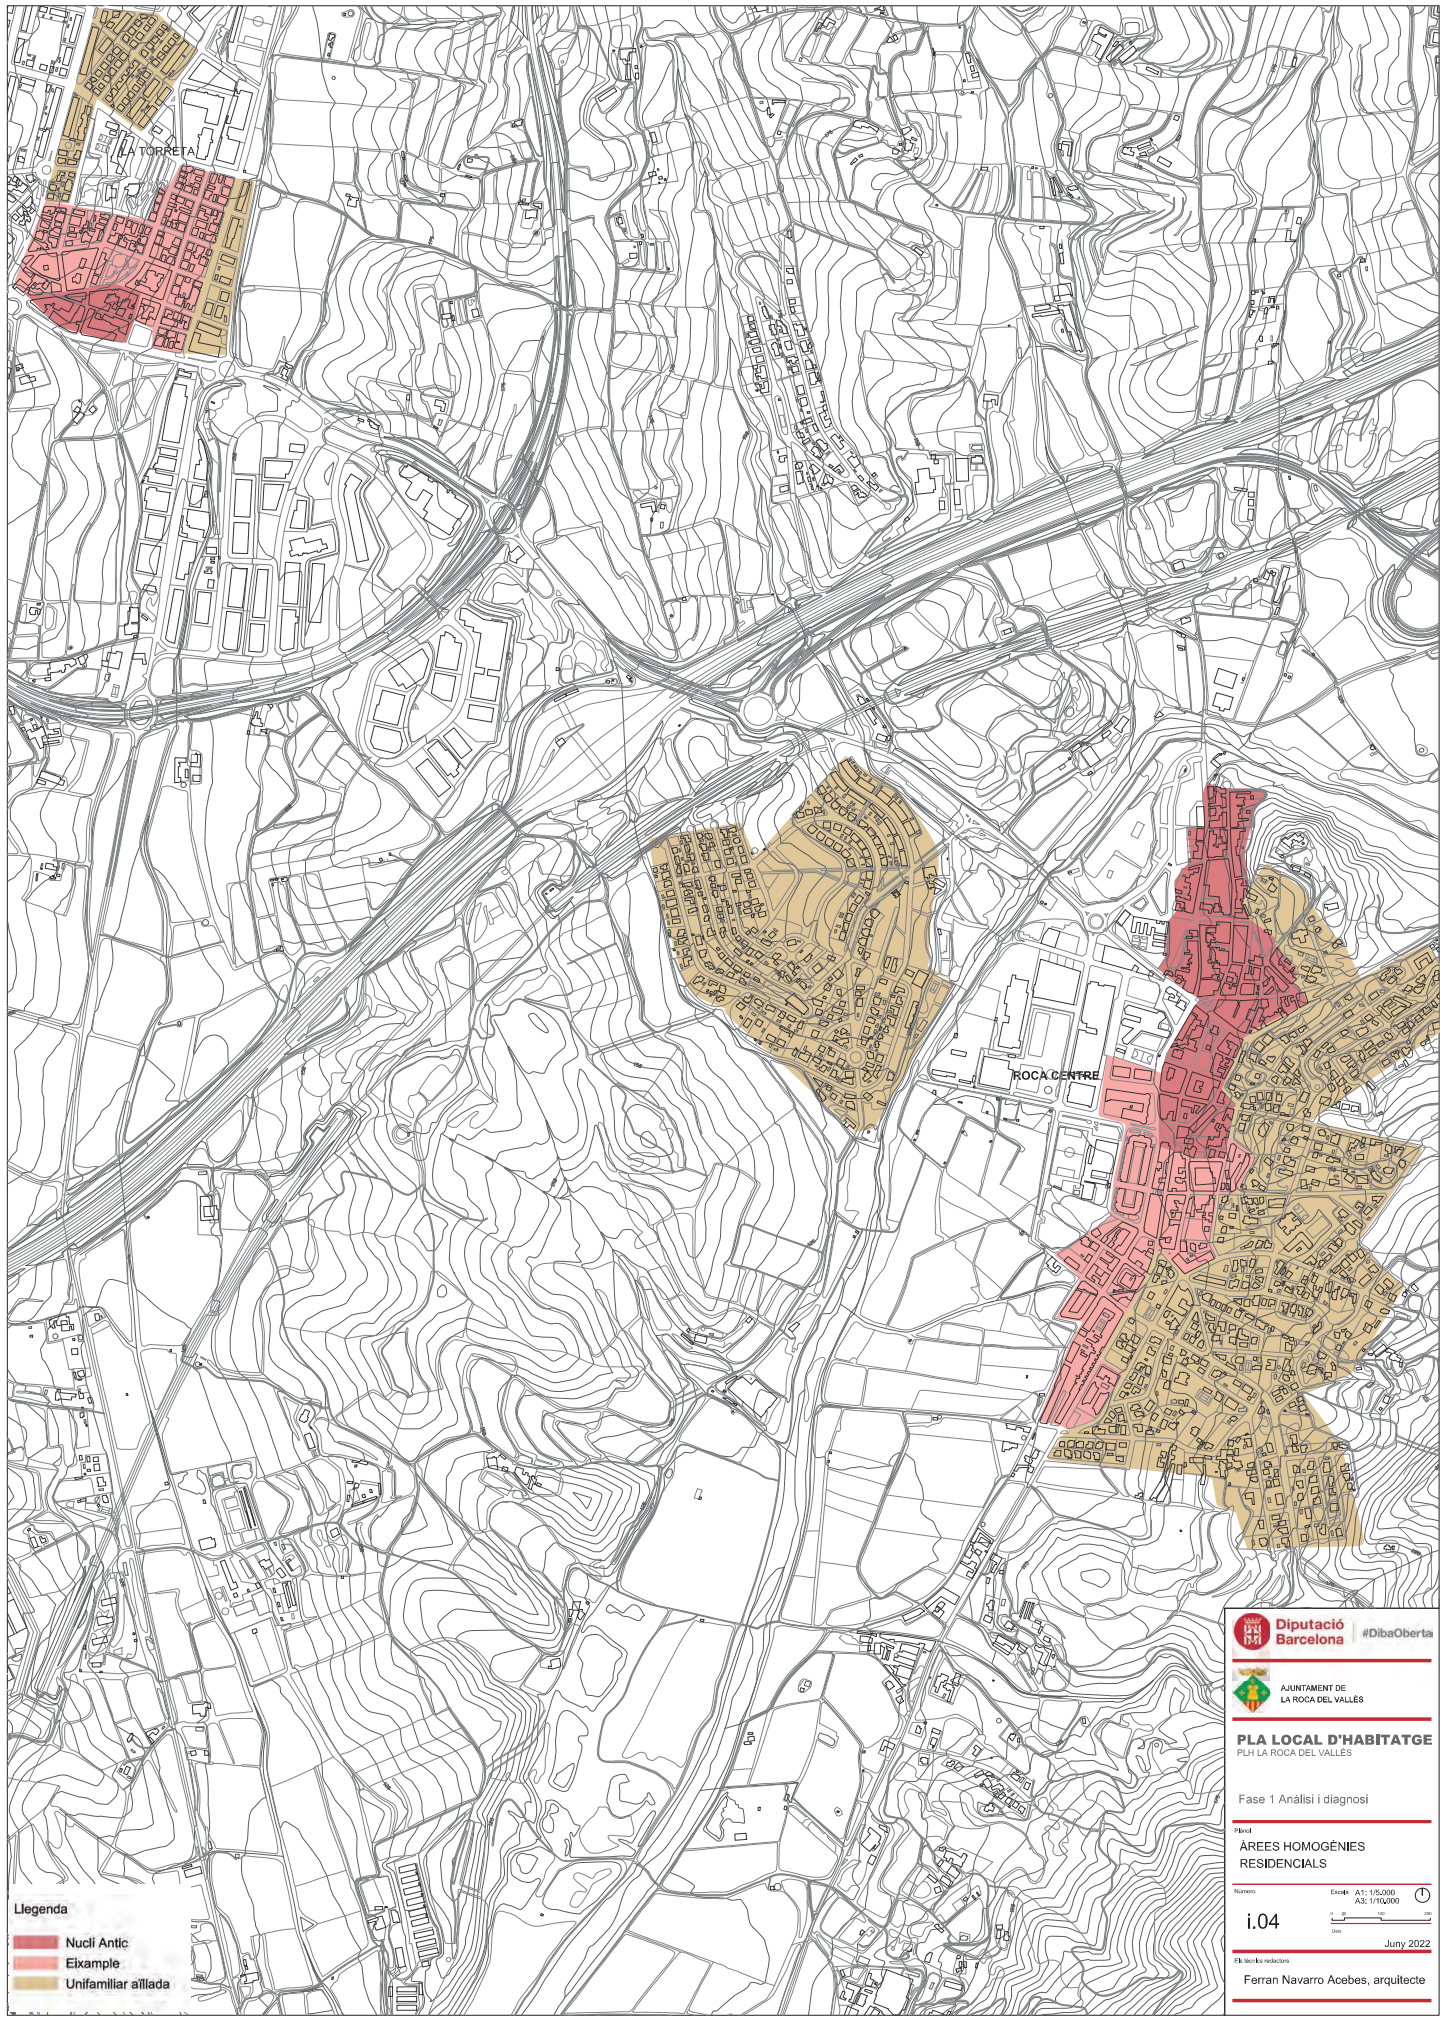 LA TORRETA
ROCA CENTRE
Diputació
Barcelona
#DibaOberta
AJUNTAMENT DE
LA ROCA DEL VALLÈS
PLA LOCAL D'HABITATGE
PLH LA ROCA DEL VALLÈS
Fase 1 Anàlisi i diagnosi
Plànol
ÀREES HOMOGÈNIES
RESIDENCIALS
Número
i.04
Escala A1: 1/5.000
A3: 1/10.000
Data
Juny 2022
Els tècnics redactors
Ferran Navarro Acebes, arquitecte
Llegenda
Nucli Antic
Eixample
Unifamiliar aïllada